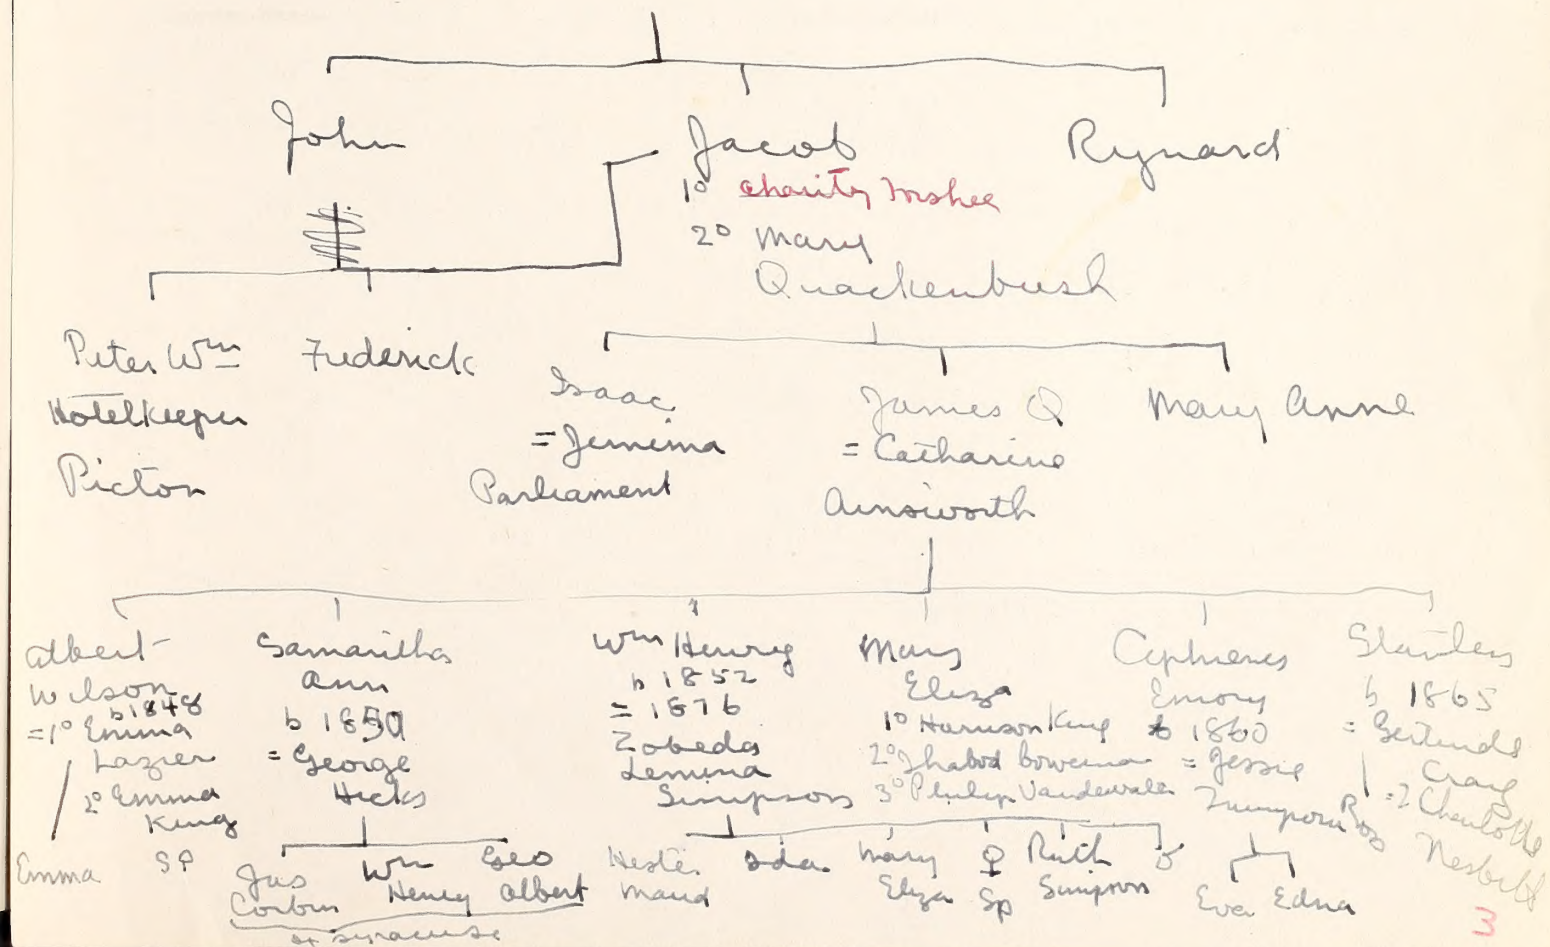 John Jacob Rynard
1° Charity Forshee
2° Mary
Quackenbush
Peter Wm Frederick
Hotelkeeper
Picton
Isaac James Q Mary Anne
= Jemima = Catharine
Parliament Ainsworth
Albert Samantha Wm Henry Mary Cephrenes Stanley
Wilson Ann b 1852 Eliza Emory b 1865
b 1848 b 1850 = 1876 1° Harrison King b 1860 = Gertrude
=1° Emma = George Zobeda 2° Ichabod Bowerman = Jessie Craig
Lazier Hicks Lemina 3° Philip Vandewater =2 Charlotte
2° Emma Simpson Nesbitt
King
Emma SP Jas Wm Geo Hester Ida Mary ♀ Ruth Ross
Corbin Henry Albert Maud Eliza Sp Simpson Eva Edna
of Syracuse
3